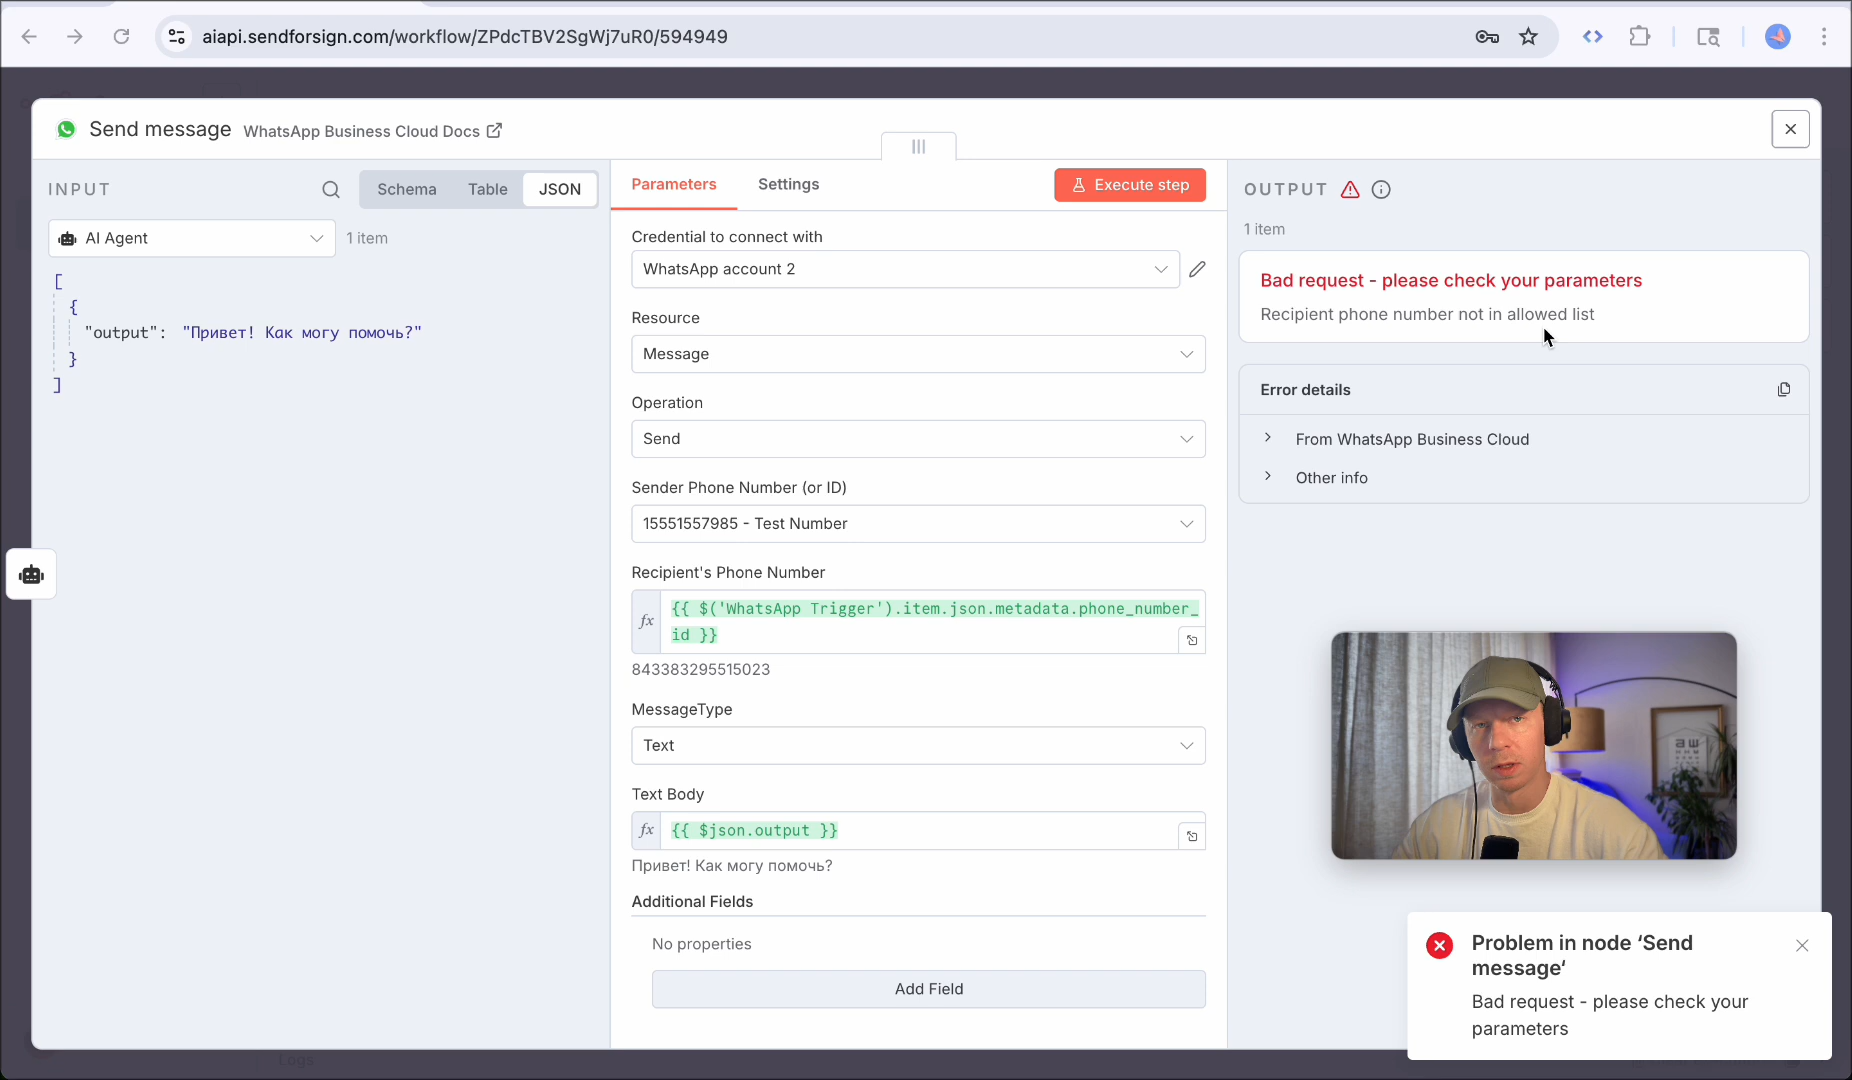 aiapi.sendforsign.com/workflow/ZPdcTBV2SgWj7uR0/594949
Send message WhatsApp Business Cloud Docs
INPUT
Schema Table JSON
AI Agent
1 item
[
{
"output": "Привет! Как могу помочь?"
}
]
Parameters Settings
Execute step
Credential to connect with
WhatsApp account 2
Resource
Message
Operation
Send
Sender Phone Number (or ID)
15551557985 - Test Number
Recipient's Phone Number
fx
{{ $('WhatsApp Trigger').item.json.metadata.phone_number_
id }}
843383295515023
MessageType
Text
Text Body
fx {{ $json.output }}
Привет! Как могу помочь?
Additional Fields
No properties
Add Field
OUTPUT
1 item
Bad request - please check your parameters
Recipient phone number not in allowed list
Error details
From WhatsApp Business Cloud
Other info
Problem in node ‘Send
message‘
Bad request - please check your
parameters
Logs